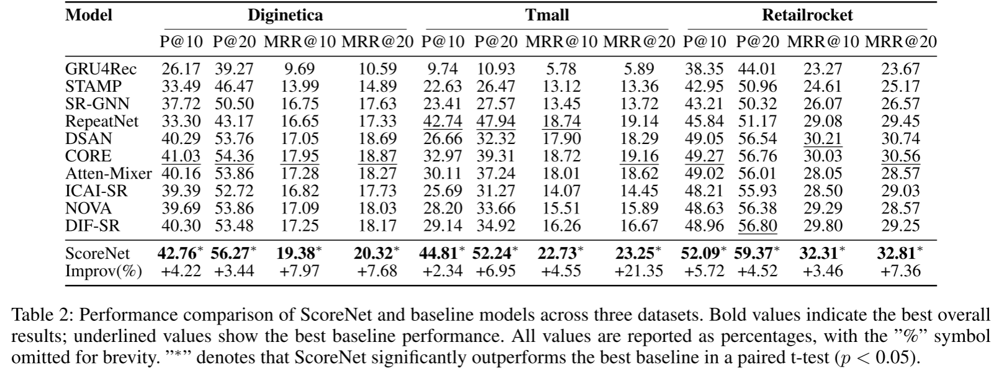 Model Diginetica Tmall Retailrocket
P@10 P@20 MRR@10 MRR@20 P@10 P@20 MRR@10 MRR@20 P@10 P@20 MRR@10 MRR@20
GRU4Rec 26.17 39.27 9.69 10.59 9.74 10.93 5.78 5.89 38.35 44.01 23.27 23.67
STAMP 33.49 46.47 13.99 14.89 22.63 26.47 13.12 13.36 42.95 50.96 24.61 25.17
SR-GNN 37.72 50.50 16.75 17.63 23.41 27.57 13.45 13.72 43.21 50.32 26.07 26.57
RepeatNet 33.30 43.17 16.65 17.33 42.74 47.94 18.74 19.14 45.84 51.17 29.08 29.45
DSAN 40.29 53.76 17.05 18.69 26.66 32.32 17.90 18.29 49.05 56.54 30.21 30.74
CORE 41.03 54.36 17.95 18.87 32.97 39.31 18.72 19.16 49.27 56.76 30.03 30.56
Atten-Mixer 40.16 53.86 17.28 18.27 30.11 37.24 18.01 18.62 49.02 56.01 28.05 28.57
ICAI-SR 39.39 52.72 16.82 17.73 25.69 31.27 14.07 14.45 48.21 55.93 28.50 29.03
NOVA 39.69 53.86 17.09 18.03 28.20 33.66 15.51 15.89 48.63 56.38 29.29 28.57
DIF-SR 40.30 53.48 17.25 18.17 29.14 34.92 16.26 16.67 48.96 56.80 29.80 29.25
ScoreNet 42.76* 56.27* 19.38* 20.32* 44.81* 52.24* 22.73* 23.25* 52.09* 59.37* 32.31* 32.81*
Improv(%) +4.22 +3.44 +7.97 +7.68 +2.34 +6.95 +4.55 +21.35 +5.72 +4.52 +3.46 +7.36
Table 2: Performance comparison of ScoreNet and baseline models across three datasets. Bold values indicate the best overall
results; underlined values show the best baseline performance. All values are reported as percentages, with the ”%” symbol
omitted for brevity. ”*” denotes that ScoreNet significantly outperforms the best baseline in a paired t-test (p < 0.05).